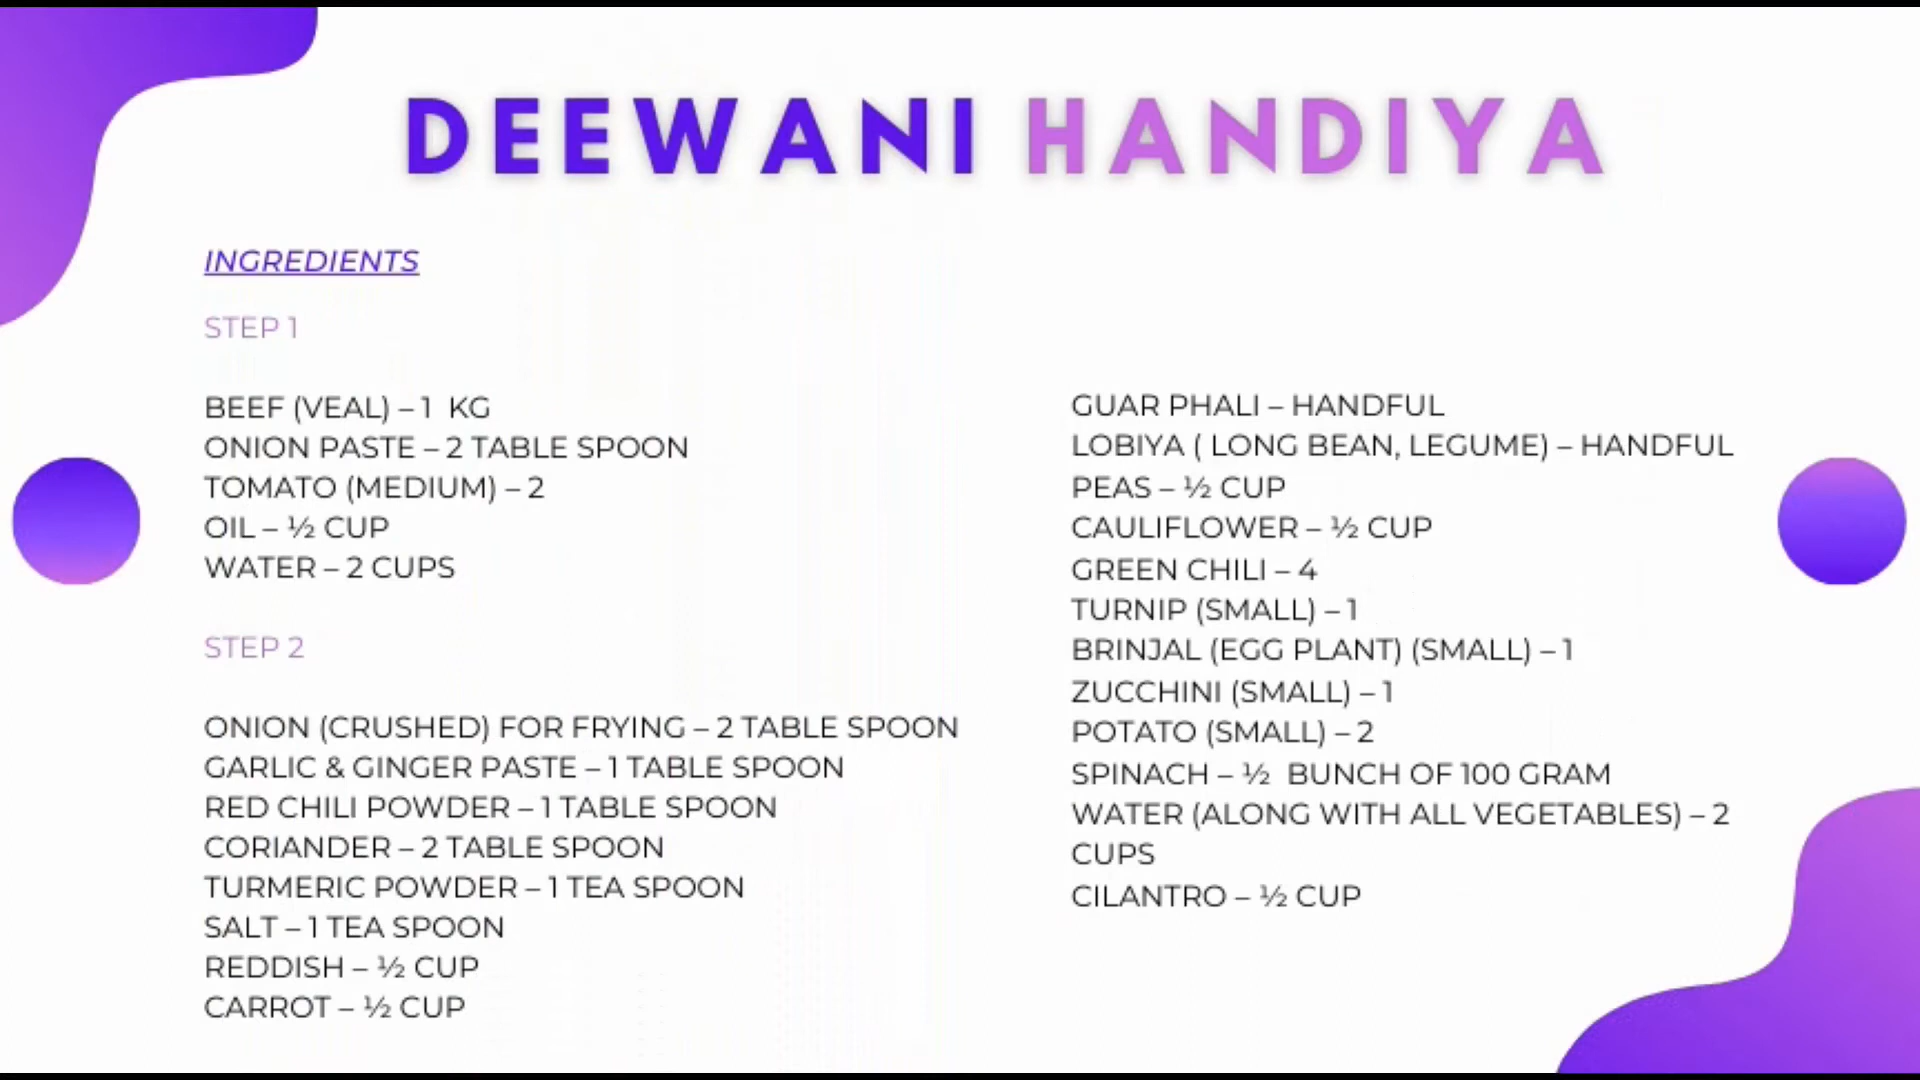 DEEWANI HANDIYA
INGREDIENTS
STEP 1
BEEF (VEAL) – 1  KG
ONION PASTE – 2 TABLE SPOON
TOMATO (MEDIUM) – 2
OIL – ½ CUP
WATER – 2 CUPS
STEP 2
ONION (CRUSHED) FOR FRYING – 2 TABLE SPOON
GARLIC & GINGER PASTE – 1 TABLE SPOON
RED CHILI POWDER – 1 TABLE SPOON
CORIANDER – 2 TABLE SPOON
TURMERIC POWDER – 1 TEA SPOON
SALT – 1 TEA SPOON
REDDISH – ½ CUP
CARROT – ½ CUP
GUAR PHALI – HANDFUL
LOBIYA ( LONG BEAN, LEGUME) – HANDFUL
PEAS – ½ CUP
CAULIFLOWER – ½ CUP
GREEN CHILI – 4
TURNIP (SMALL) – 1
BRINJAL (EGG PLANT) (SMALL) – 1
ZUCCHINI (SMALL) – 1
POTATO (SMALL) – 2
SPINACH – ½  BUNCH OF 100 GRAM
WATER (ALONG WITH ALL VEGETABLES) – 2
CUPS
CILANTRO – ½ CUP